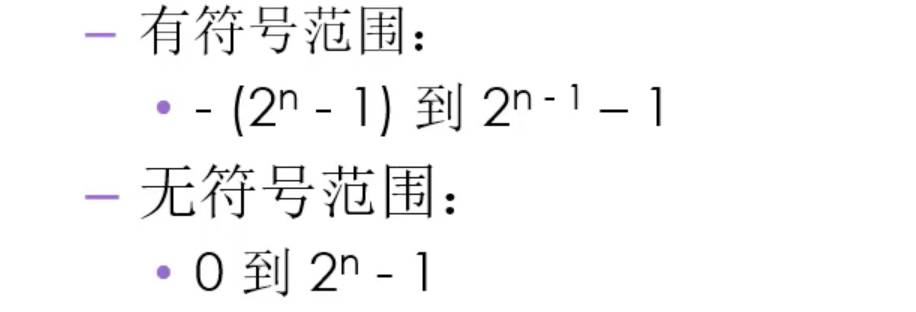 – 有符号范围：
• - (2ⁿ - 1) 到 2ⁿ ⁻ ¹ – 1
– 无符号范围：
• 0 到 2ⁿ - 1